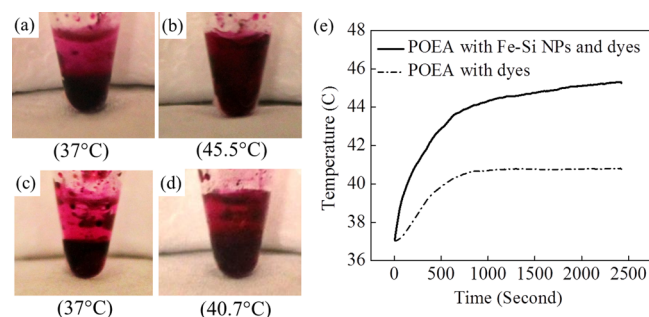 (a)
(b)
(37°C)
(45.5°C)
(c)
(d)
(37°C)
(40.7°C)
(e)
POEA with Fe-Si NPs and dyes
POEA with dyes
Temperature (C)
48
46
44
42
40
38
36
0
500
1000
1500
2000
2500
Time (Second)